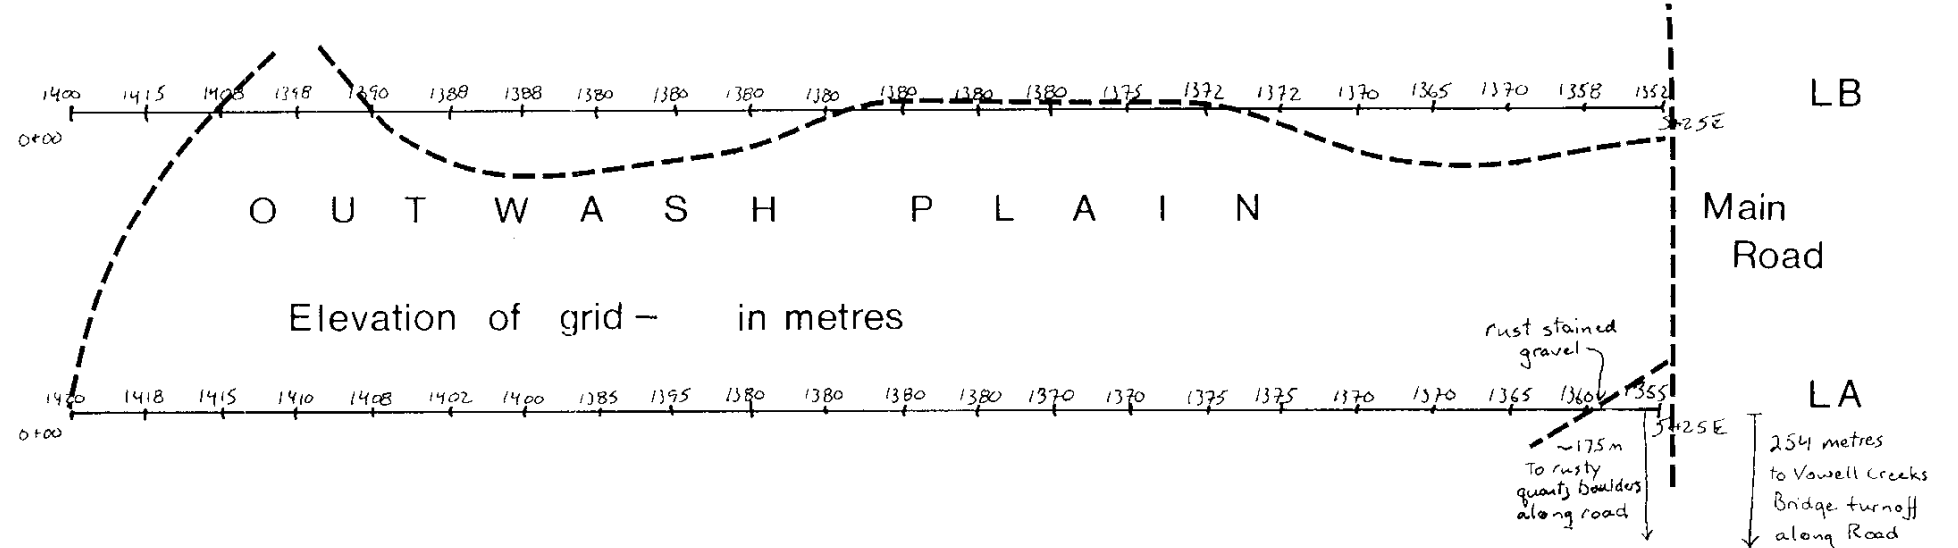 1400 1415 1408 1398 1390 1388 1388 1380 1380 1380 1380 1380 1380 1380 1375 1372 1372 1370 1365 1370 1358 1352 LB
0+00 5+25E
OUTWASH PLAIN Main
Road
Elevation of grid – in metres
rust stained
gravel
1420 1418 1415 1410 1408 1402 1400 1385 1395 1380 1380 1380 1380 1370 1370 1375 1375 1370 1370 1365 1360 1355 LA
0+00 5+25E
~175m
To rusty
quartz boulders
along road
254 metres
to Vowell Creeks
Bridge turnoff
along Road